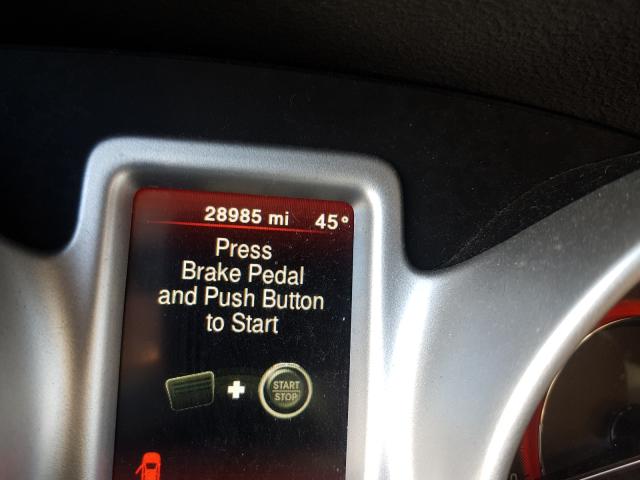 28985 mi 45°
Press
Brake Pedal
and Push Button
to Start
START
STOP